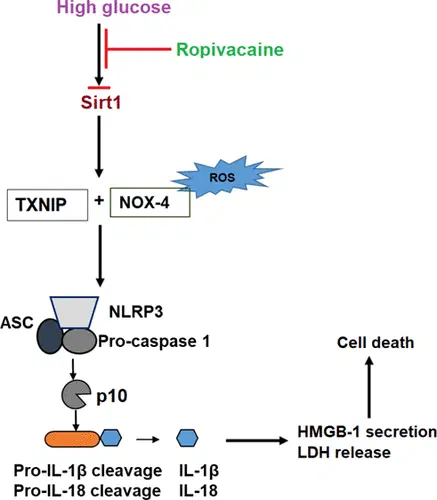 High glucose
Ropivacaine
Sirt1
ROS
TXNIP + NOX-4
NLRP3
ASC
Pro-caspase 1
Cell death
p10
HMGB-1 secretion
LDH release
Pro-IL-1β cleavage IL-1β
Pro-IL-18 cleavage IL-18